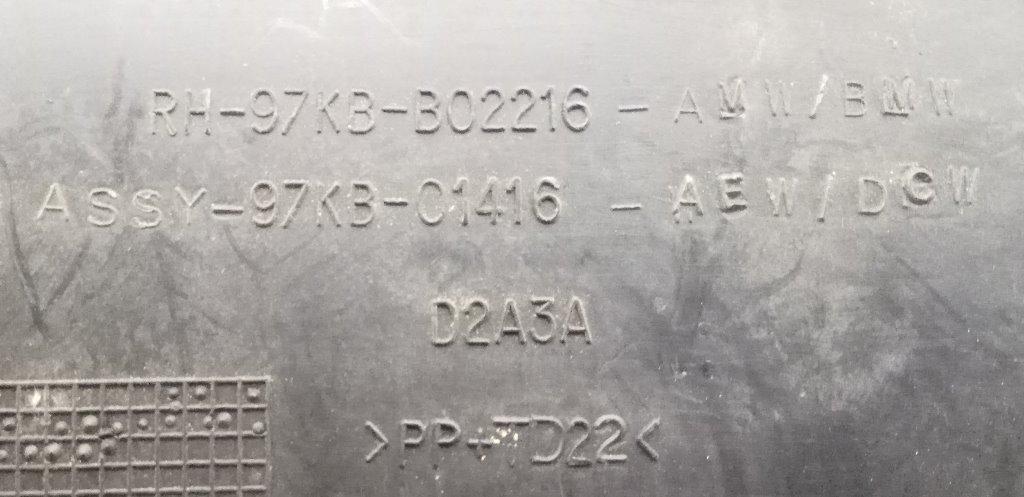 RH-97KB-B02216 - AMW/BMW
ASSY-97KB-C1416 - AEW/DGW
D2A3A
>PP+TD22<